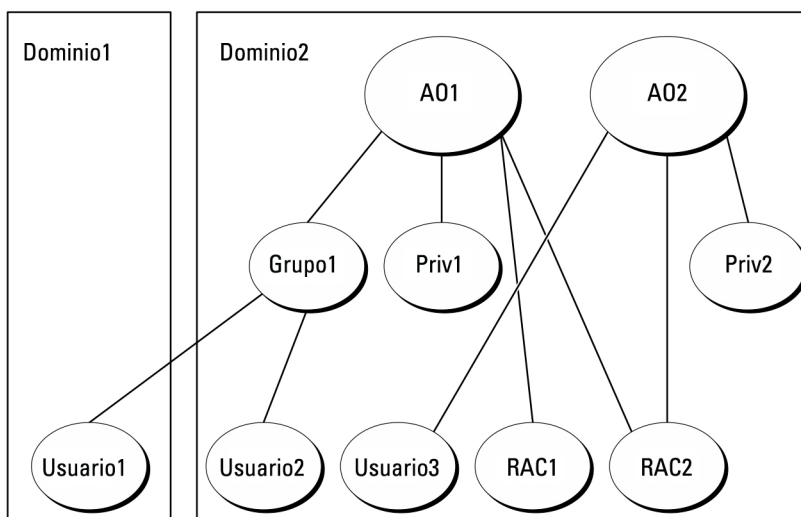 Dominio1
Dominio2
AO1
AO2
Grupo1
Priv1
Priv2
Usuario1
Usuario2
Usuario3
RAC1
RAC2